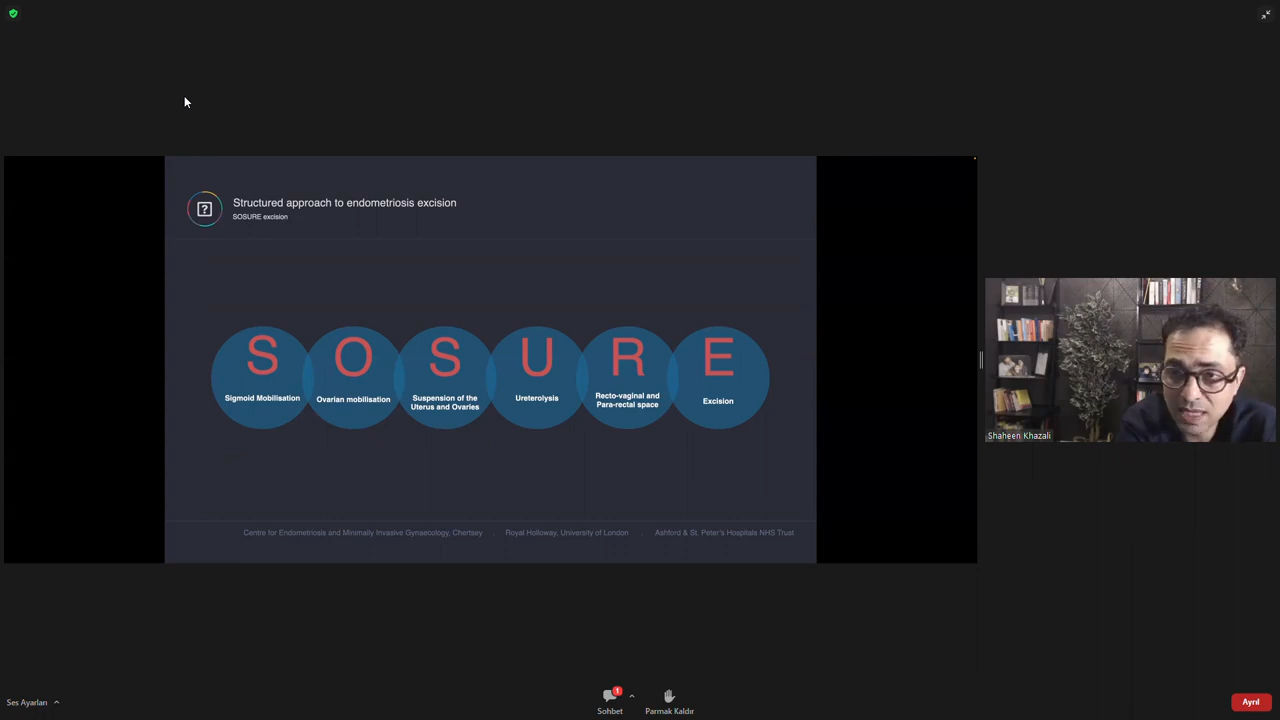 Structured approach to endometriosis excision
SOSURE excision
S
Sigmoid Mobilisation
O
Ovarian mobilisation
S
Suspension of the
Uterus and Ovaries
U
Ureterolysis
R
Recto-vaginal and
Para-rectal space
E
Excision
Centre for Endometriosis and Minimally Invasive Gynaecology, Chertsey . Royal Holloway, University of London . Ashford & St. Peter's Hospitals NHS Trust
Shaheen Khazali
Ses Ayarları
1
Sohbet
Parmak Kaldır
Ayrıl